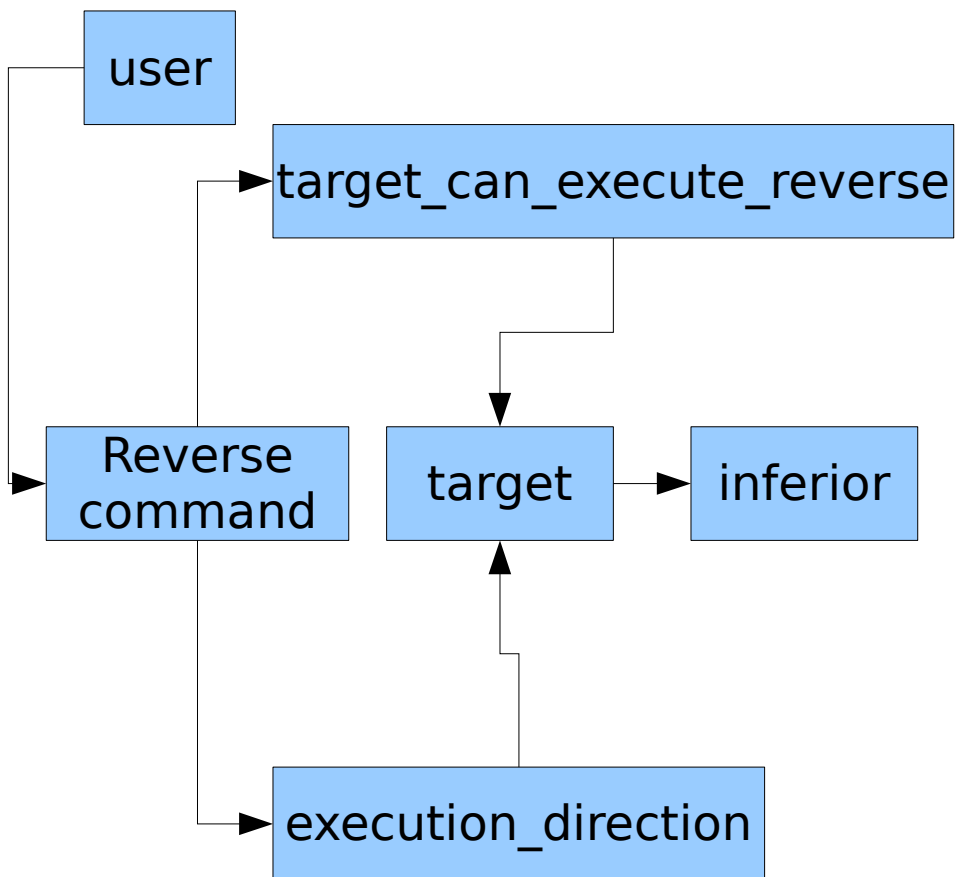 user
target_can_execute_reverse
Reverse
command
target
inferior
execution_direction